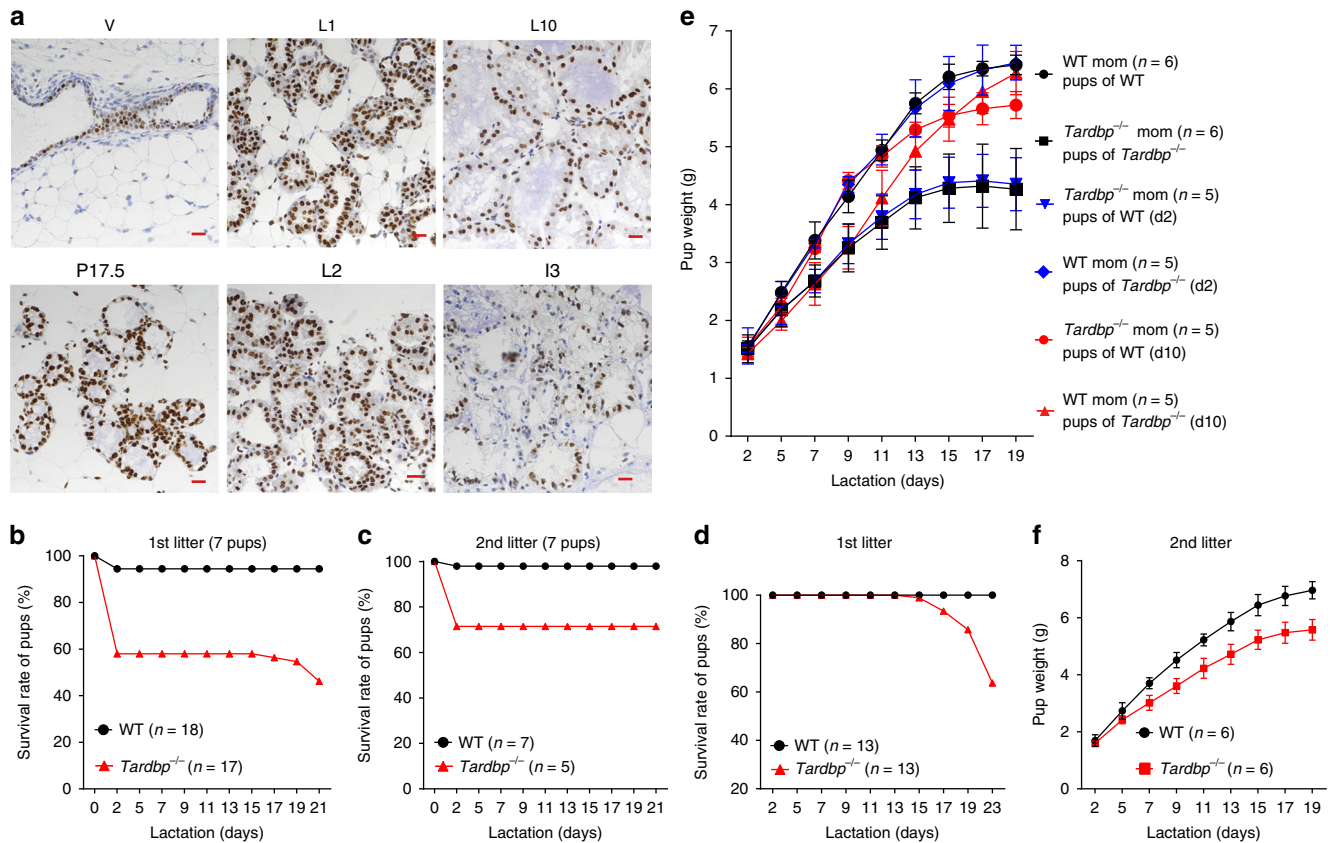 a
V
L1
L10
P17.5
L2
I3
e
7
6
5
4
3
2
1
0
Pup weight (g)
2 5 7 9 11 13 15 17 19
Lactation (days)
WT mom (n = 6)
pups of WT
Tardbp–/– mom (n = 6)
pups of Tardbp–/–
Tardbp–/– mom (n = 5)
pups of WT (d2)
WT mom (n = 5)
pups of Tardbp–/– (d2)
Tardbp–/– mom (n = 5)
pups of WT (d10)
WT mom (n = 5)
pups of Tardbp–/– (d10)
b
1st litter (7 pups)
100
80
60
40
20
0
Survival rate of pups (%)
WT (n = 18)
Tardbp–/– (n = 17)
0 2 5 7 9 11 13 15 17 19 21
Lactation (days)
c
2nd litter (7 pups)
100
80
60
40
20
0
Survival rate of pups (%)
WT (n = 7)
Tardbp–/– (n = 5)
0 2 5 7 9 11 13 15 17 19 21
Lactation (days)
d
1st litter
100
80
60
40
20
Survival rate of pups (%)
WT (n = 13)
Tardbp–/– (n = 13)
2 5 7 9 11 13 15 17 19 23
Lactation (days)
f
2nd litter
8
6
4
2
0
Pup weight (g)
WT (n = 6)
Tardbp–/– (n = 6)
2 5 7 9 11 13 15 17 19
Lactation (days)